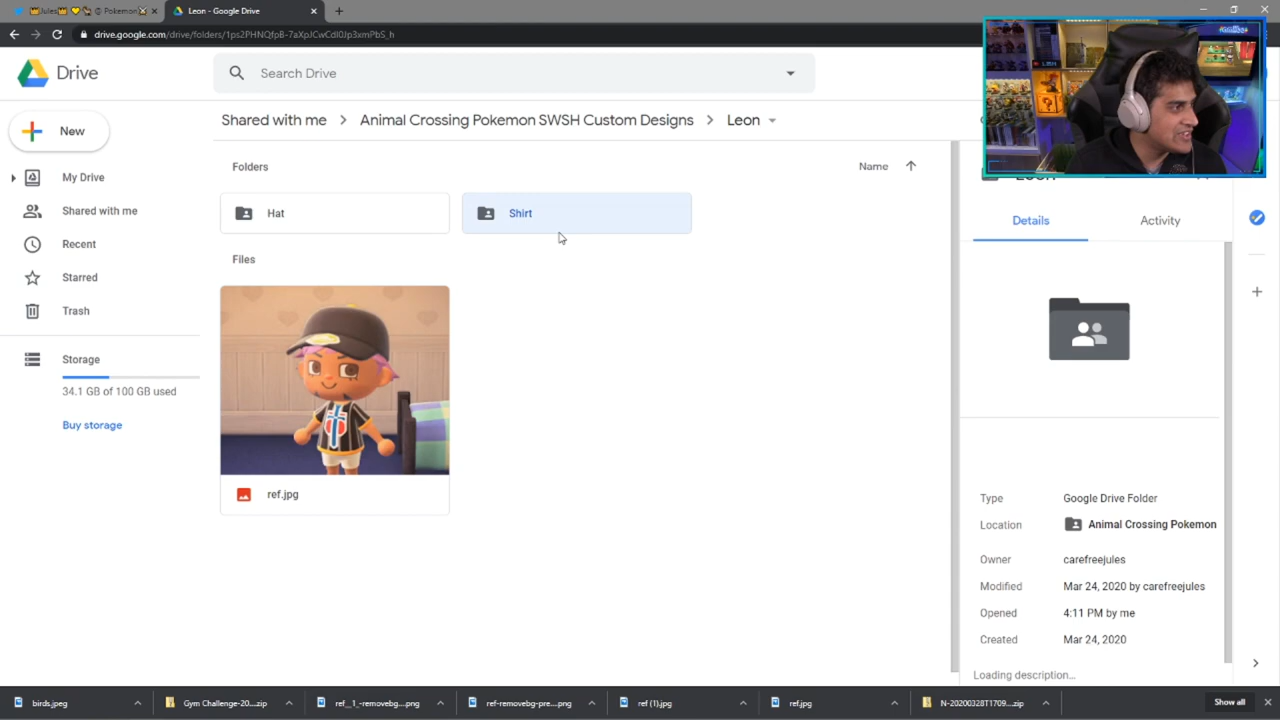 👑Jules👑 💛🐝 @ Pokemon⚔
Leon - Google Drive
drive.google.com/drive/folders/1ps2PHNQfpB-7aXpJCwCdI0Jp3xmPbS_h
Drive
Search Drive
New
Shared with me
Animal Crossing Pokemon SWSH Custom Designs
Leon
My Drive
Shared with me
Recent
Starred
Trash
Storage
34.1 GB of 100 GB used
Buy storage
Folders
Name
Hat
Shirt
Files
ref.jpg
Details
Activity
Type
Google Drive Folder
Location
Animal Crossing Pokemon
Owner
carefreejules
Modified
Mar 24, 2020 by carefreejules
Opened
4:11 PM by me
Created
Mar 24, 2020
Loading description...
birds.jpeg
Gym Challenge-20....zip
ref__1_-removebg-....png
ref-removebg-pre....png
ref (1).jpg
ref.jpg
N-20200328T1709....zip
Show all